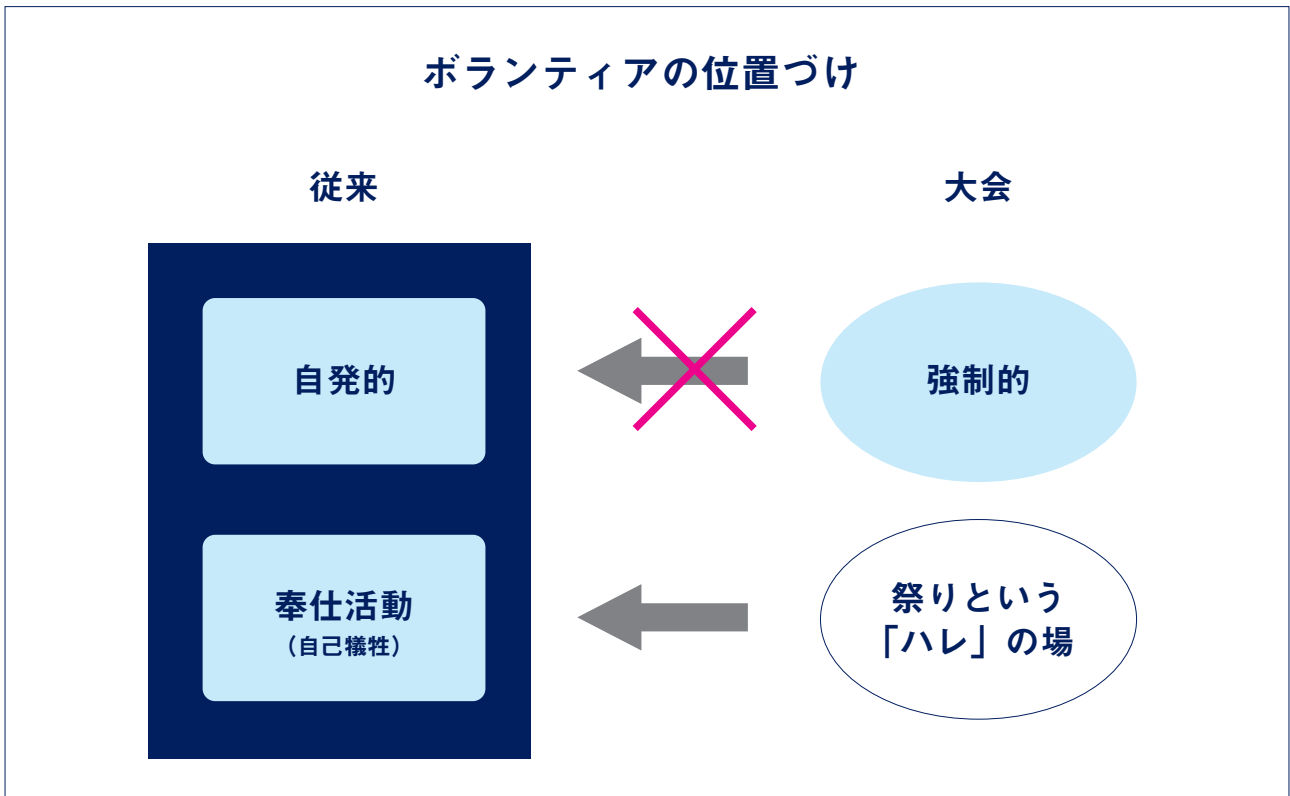 ボランティアの位置づけ
従来
大会
自発的
強制的
奉仕活動
（自己犠牲）
祭りという
「ハレ」の場